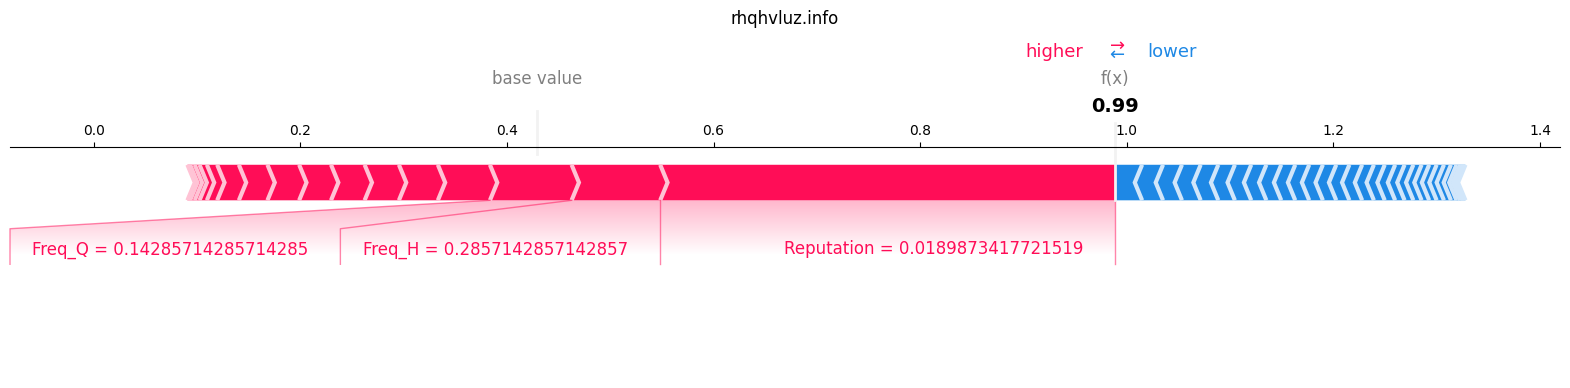 rhqhvluz.info
higher ⇄ lower
base value f(x)
0.99
0.0 0.2 0.4 0.6 0.8 1.0 1.2 1.4
Freq_Q = 0.14285714285714285 Freq_H = 0.2857142857142857 Reputation = 0.0189873417721519